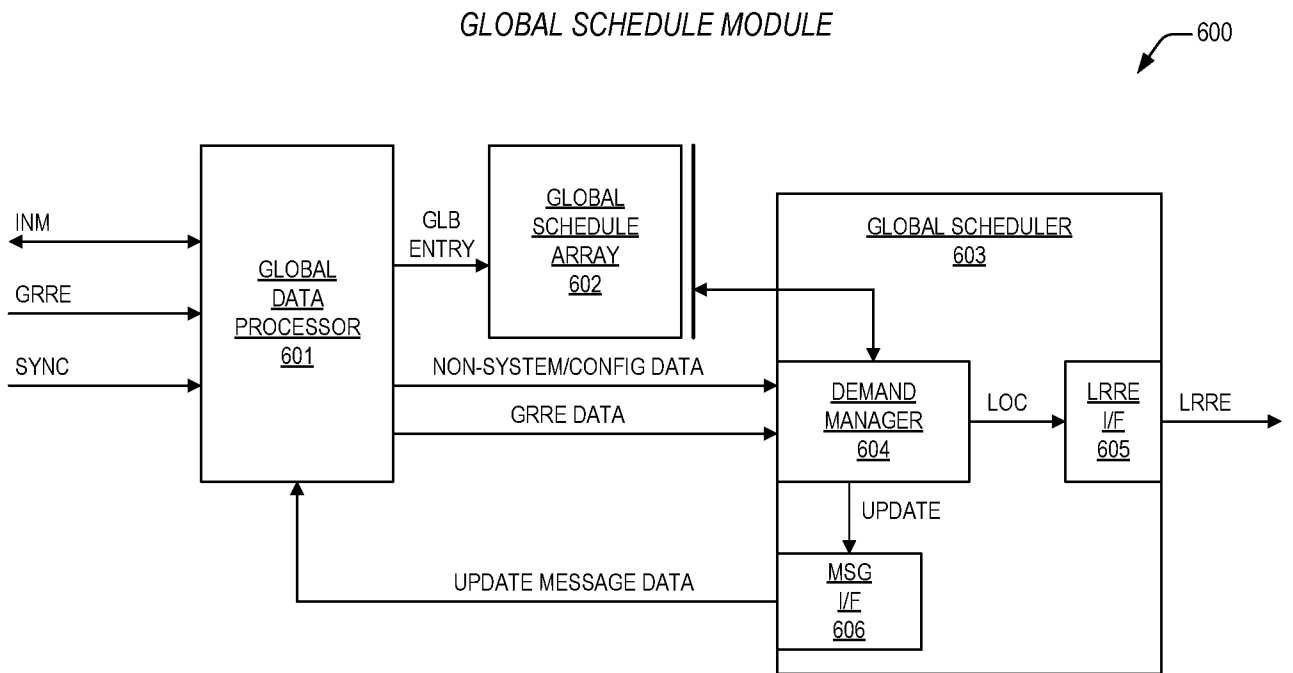 GLOBAL SCHEDULE MODULE
600
INM
GRRE
SYNC
GLOBAL
DATA
PROCESSOR
601
GLB
ENTRY
GLOBAL
SCHEDULE
ARRAY
602
GLOBAL SCHEDULER
603
NON-SYSTEM/CONFIG DATA
GRRE DATA
DEMAND
MANAGER
604
LOC
LRRE
I/F
605
LRRE
UPDATE
UPDATE MESSAGE DATA
MSG
I/F
606